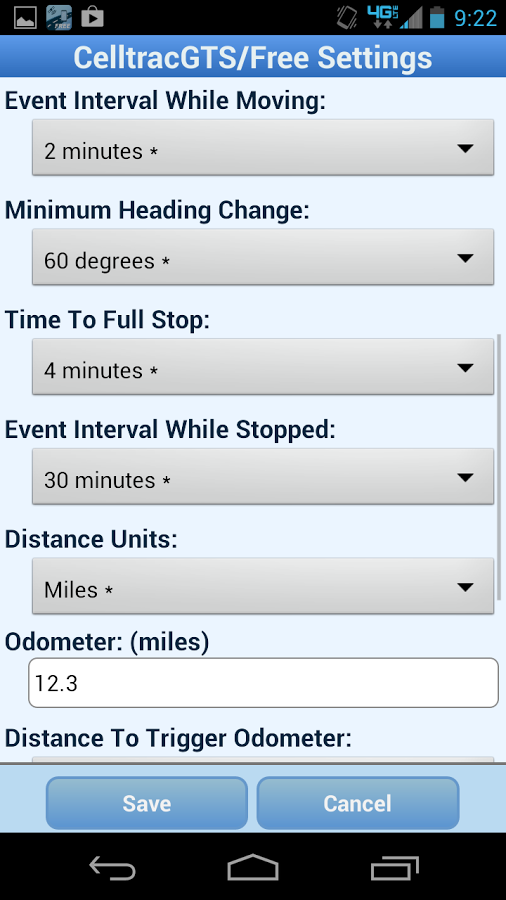 4G 9:22
CelltracGTS/Free Settings
Event Interval While Moving:
2 minutes *
Minimum Heading Change:
60 degrees *
Time To Full Stop:
4 minutes *
Event Interval While Stopped:
30 minutes *
Distance Units:
Miles *
Odometer: (miles)
12.3
Distance To Trigger Odometer:
Save Cancel